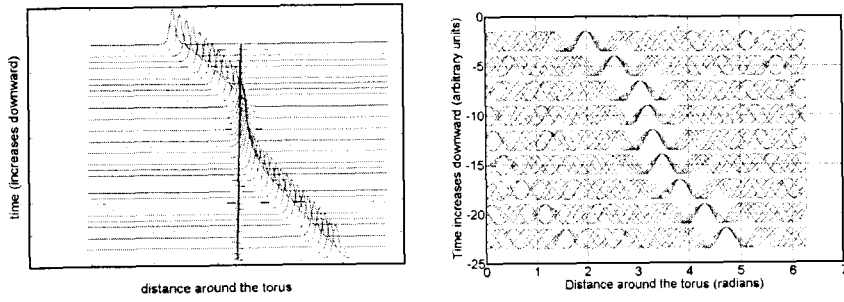 time (increases downward)
distance around the torus
Time increases downward (arbitrary units)
0
-5
-10
-15
-20
-25
0 1 2 3 4 5 6 7
Distance around the torus (radians)